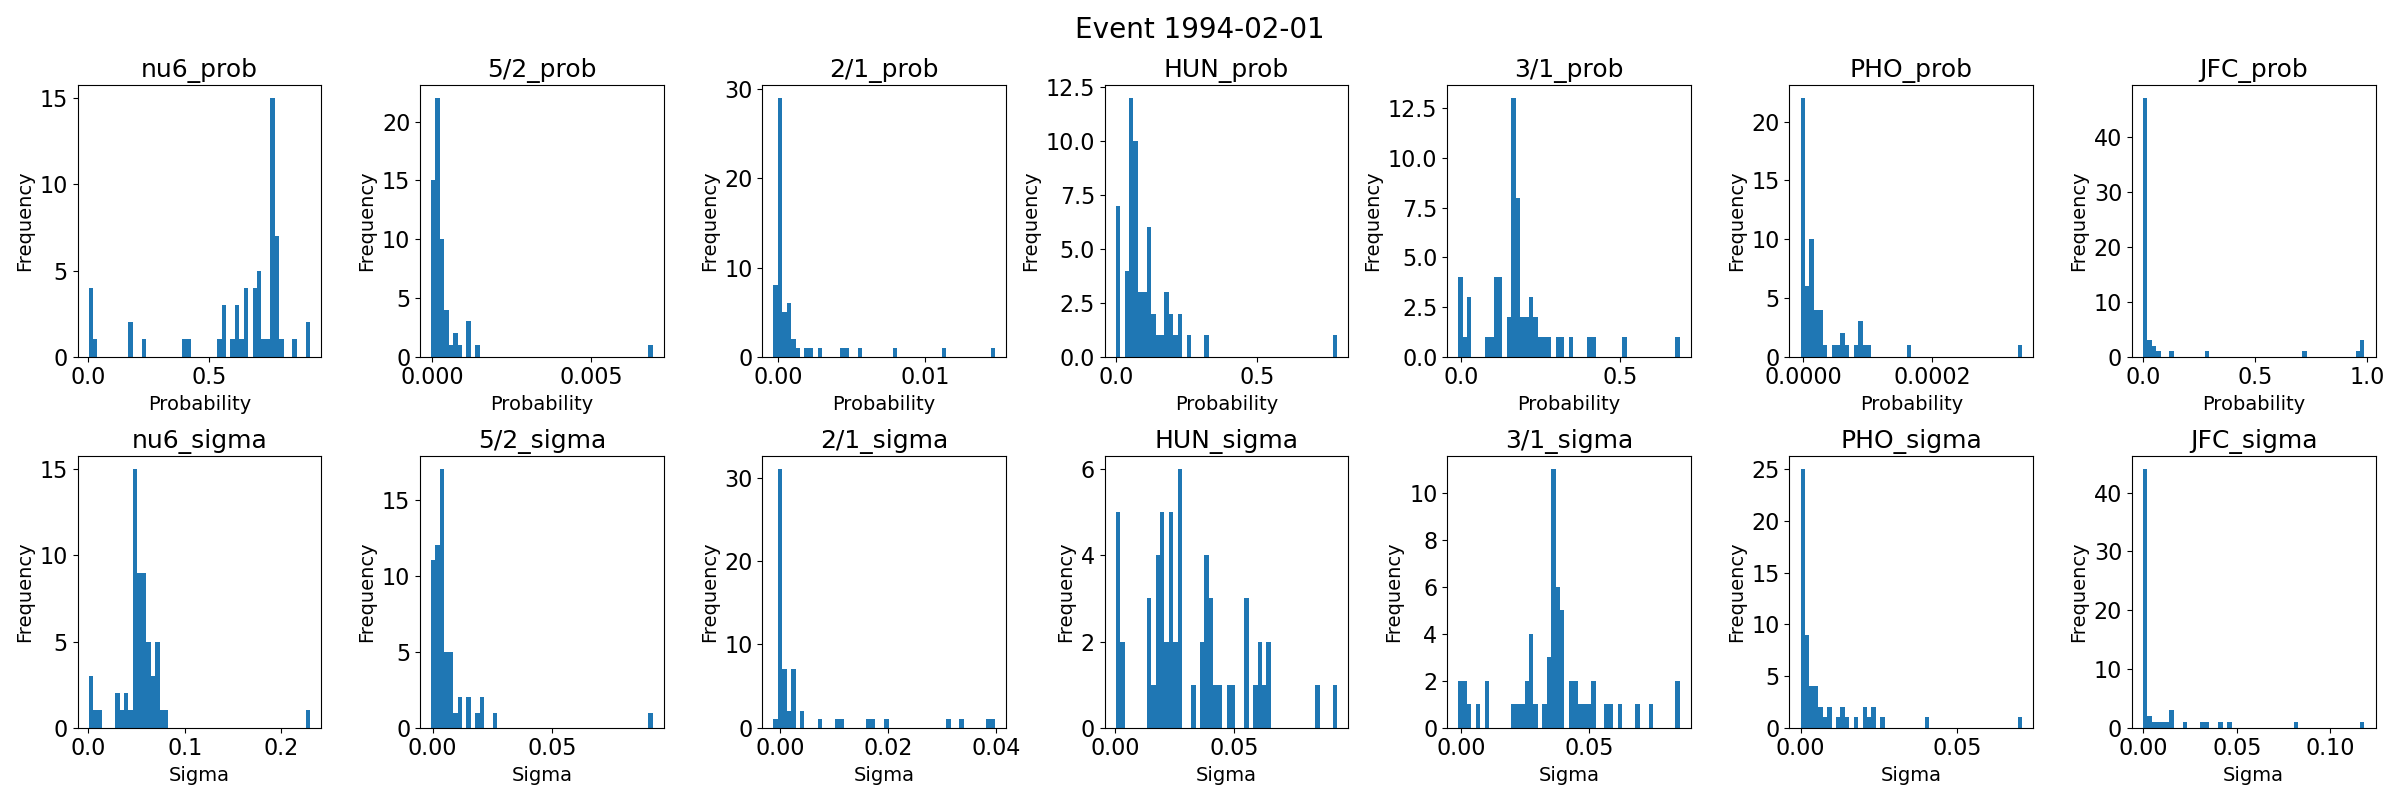 Event 1994-02-01
nu6_prob
5/2_prob
2/1_prob
HUN_prob
3/1_prob
PHO_prob
JFC_prob
Frequency
15
10
5
0
0.0 0.5
Probability
Frequency
20
15
10
5
0
0.000 0.005
Probability
Frequency
30
20
10
0
0.00 0.01
Probability
Frequency
12.5
10.0
7.5
5.0
2.5
0.0
0.0 0.5
Probability
Frequency
12.5
10.0
7.5
5.0
2.5
0.0
0.0 0.5
Probability
Frequency
20
15
10
5
0
0.0000 0.0002
Probability
Frequency
40
30
20
10
0
0.0 0.5 1.0
Probability
nu6_sigma
5/2_sigma
2/1_sigma
HUN_sigma
3/1_sigma
PHO_sigma
JFC_sigma
Frequency
15
10
5
0
0.0 0.1 0.2
Sigma
Frequency
15
10
5
0
0.00 0.05
Sigma
Frequency
30
20
10
0
0.00 0.02 0.04
Sigma
Frequency
6
4
2
0
0.00 0.05
Sigma
Frequency
10
8
6
4
2
0
0.00 0.05
Sigma
Frequency
25
20
15
10
5
0
0.00 0.05
Sigma
Frequency
40
30
20
10
0
0.00 0.05 0.10
Sigma